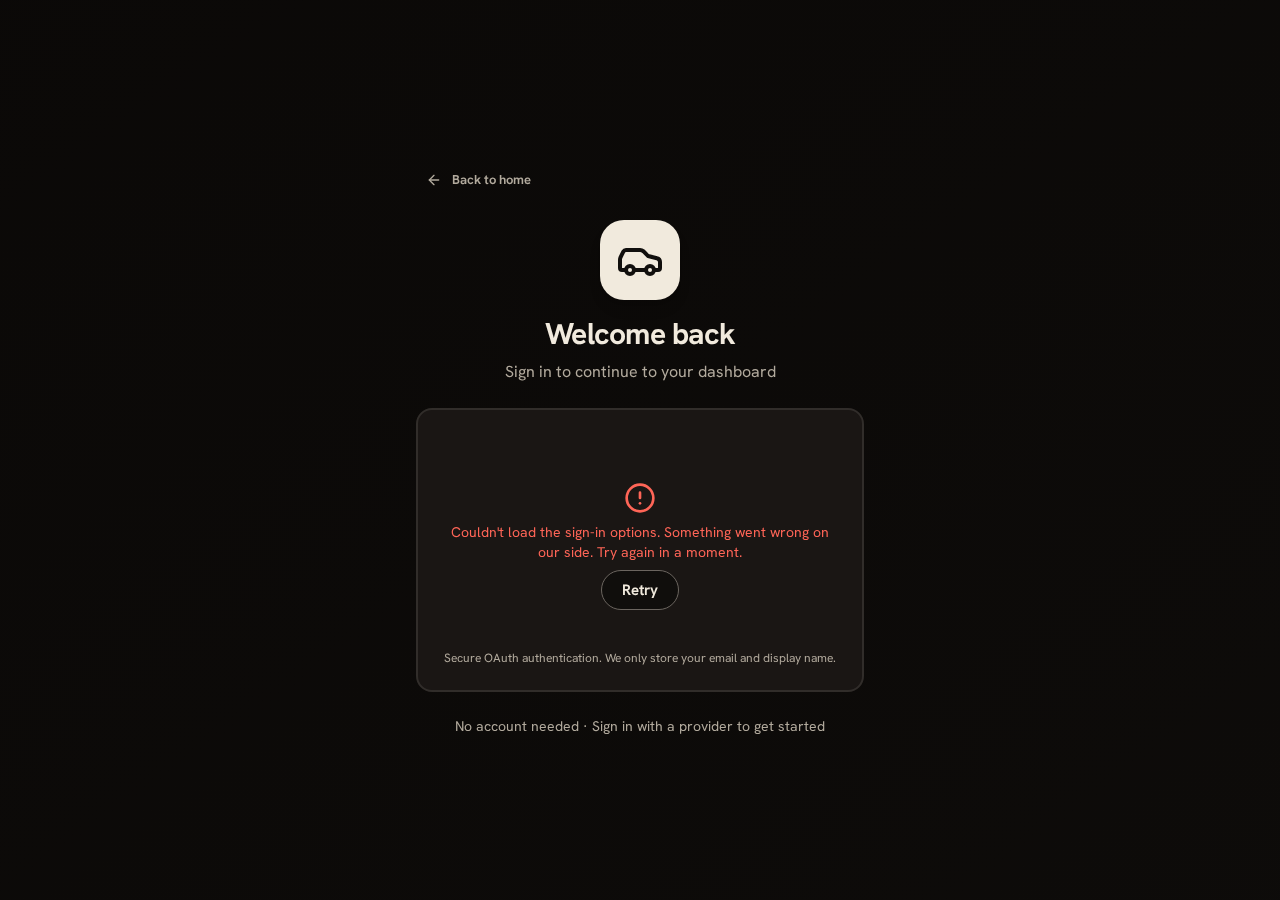 Back to home
Welcome back
Sign in to continue to your dashboard
Couldn't load the sign-in options. Something went wrong on
our side. Try again in a moment.
Retry
Secure OAuth authentication. We only store your email and display name.
No account needed · Sign in with a provider to get started